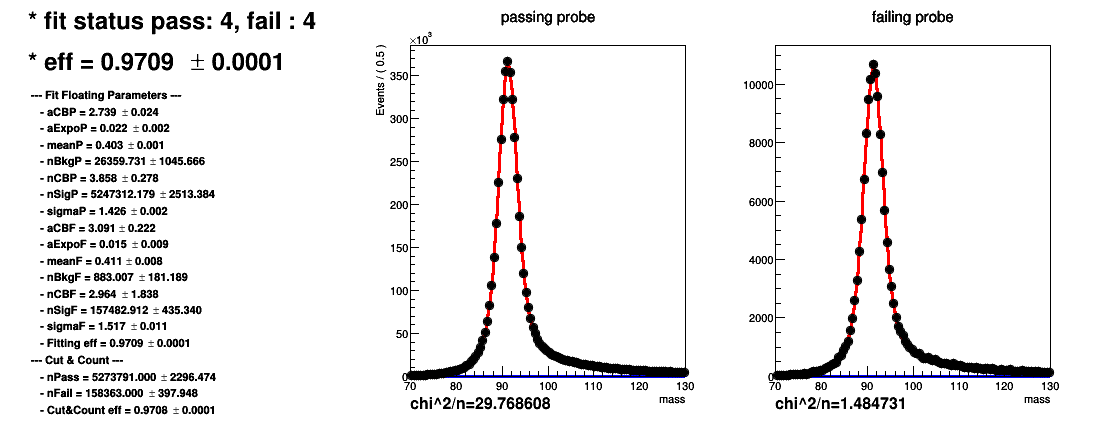 * fit status pass: 4, fail : 4
* eff = 0.9709 ± 0.0001
--- Fit Floating Parameters ---
- aCBP = 2.739 ± 0.024
- aExpoP = 0.022 ± 0.002
- meanP = 0.403 ± 0.001
- nBkgP = 26359.731 ± 1045.666
- nCBP = 3.858 ± 0.278
- nSigP = 5247312.179 ± 2513.384
- sigmaP = 1.426 ± 0.002
- aCBF = 3.091 ± 0.222
- aExpoF = 0.015 ± 0.009
- meanF = 0.411 ± 0.008
- nBkgF = 883.007 ± 181.189
- nCBF = 2.964 ± 1.838
- nSigF = 157482.912 ± 435.340
- sigmaF = 1.517 ± 0.011
- Fitting eff = 0.9709 ± 0.0001
--- Cut & Count ---
- nPass = 5273791.000 ± 2296.474
- nFail = 158363.000 ± 397.948
- Cut&Count eff = 0.9708 ± 0.0001
passing probe
×10³
Events / ( 0.5 )
350
300
250
200
150
100
50
0
70 80 90 100 110 120 130
mass
chi^2/n=29.768608
failing probe
10000
8000
6000
4000
2000
0
70 80 90 100 110 120 130
mass
chi^2/n=1.484731